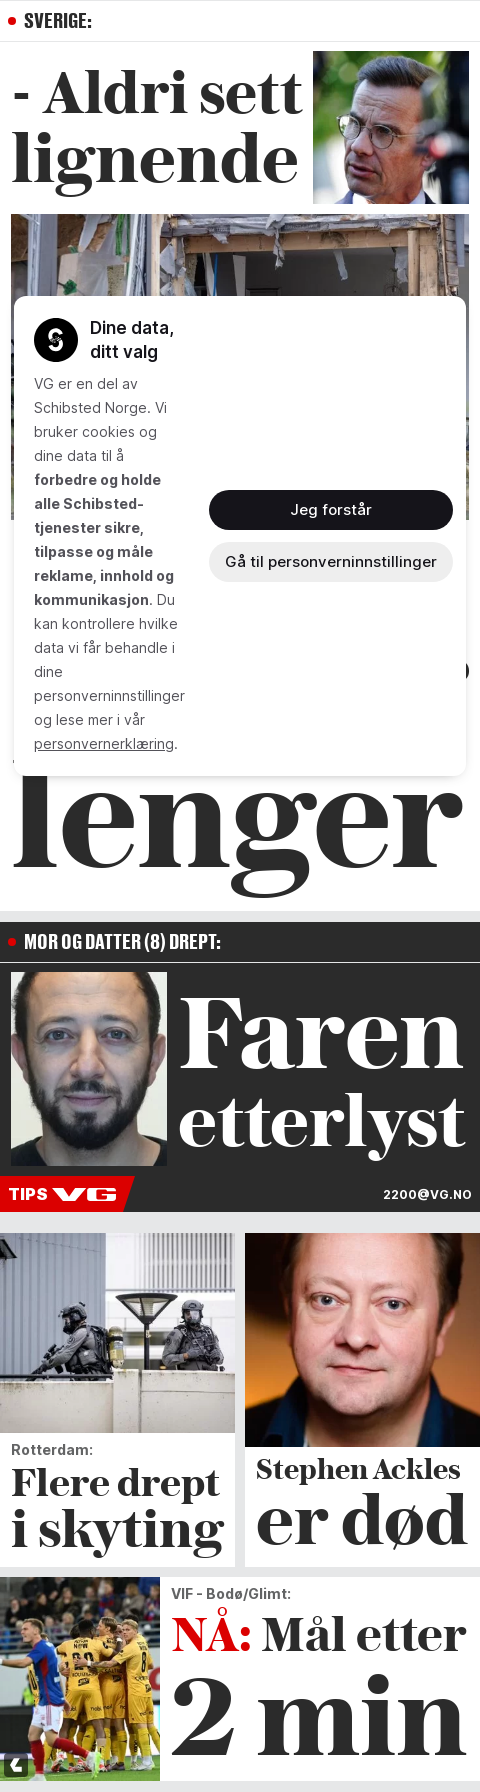 SVERIGE:
- Aldri sett
lignende
Dine data,
ditt valg
VG er en del av
Schibsted Norge. Vi
bruker cookies og
dine data til å
forbedre og holde
alle Schibsted-
tjenester sikre,
tilpasse og måle
reklame, innhold og
kommunikasjon. Du
kan kontrollere hvilke
data vi får behandle i
dine
personverninnstillinger
og lese mer i vår
personvernerklæring.
Jeg forstår
Gå til personverninnstillinger
lenger
MOR OG DATTER (8) DREPT:
Faren
etterlyst
TIPS VG
2200@VG.NO
Rotterdam:
Flere drept
i skyting
Stephen Ackles
er død
VIF - Bodø/Glimt:
NÅ: Mål etter
2 min